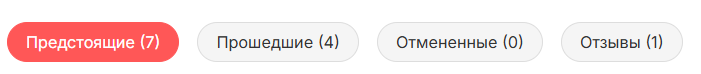 Предстоящие (7) Прошедшие (4) Отмененные (0) Отзывы (1)